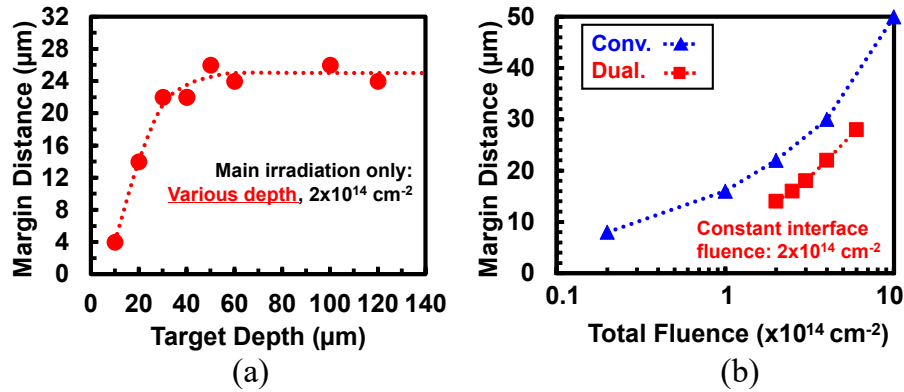 32
28
24
20
16
12
8
4
0
Margin Distance (μm)
Main irradiation only:
Various depth, 2x10¹⁴ cm⁻²
0 20 40 60 80 100 120 140
Target Depth (μm)
(a)
50
40
30
20
10
0
Margin Distance (μm)
Conv.
Dual.
Constant interface
fluence: 2x10¹⁴ cm⁻²
0.1 1 10
Total Fluence (x10¹⁴ cm⁻²)
(b)